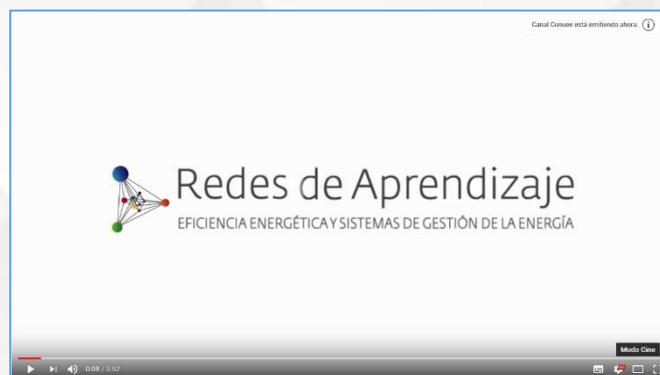 Canal Conuee está emitiendo ahora.
Redes de Aprendizaje
EFICIENCIA ENERGÉTICA Y SISTEMAS DE GESTIÓN DE LA ENERGÍA
Modo Cine
0:08 / 3:52